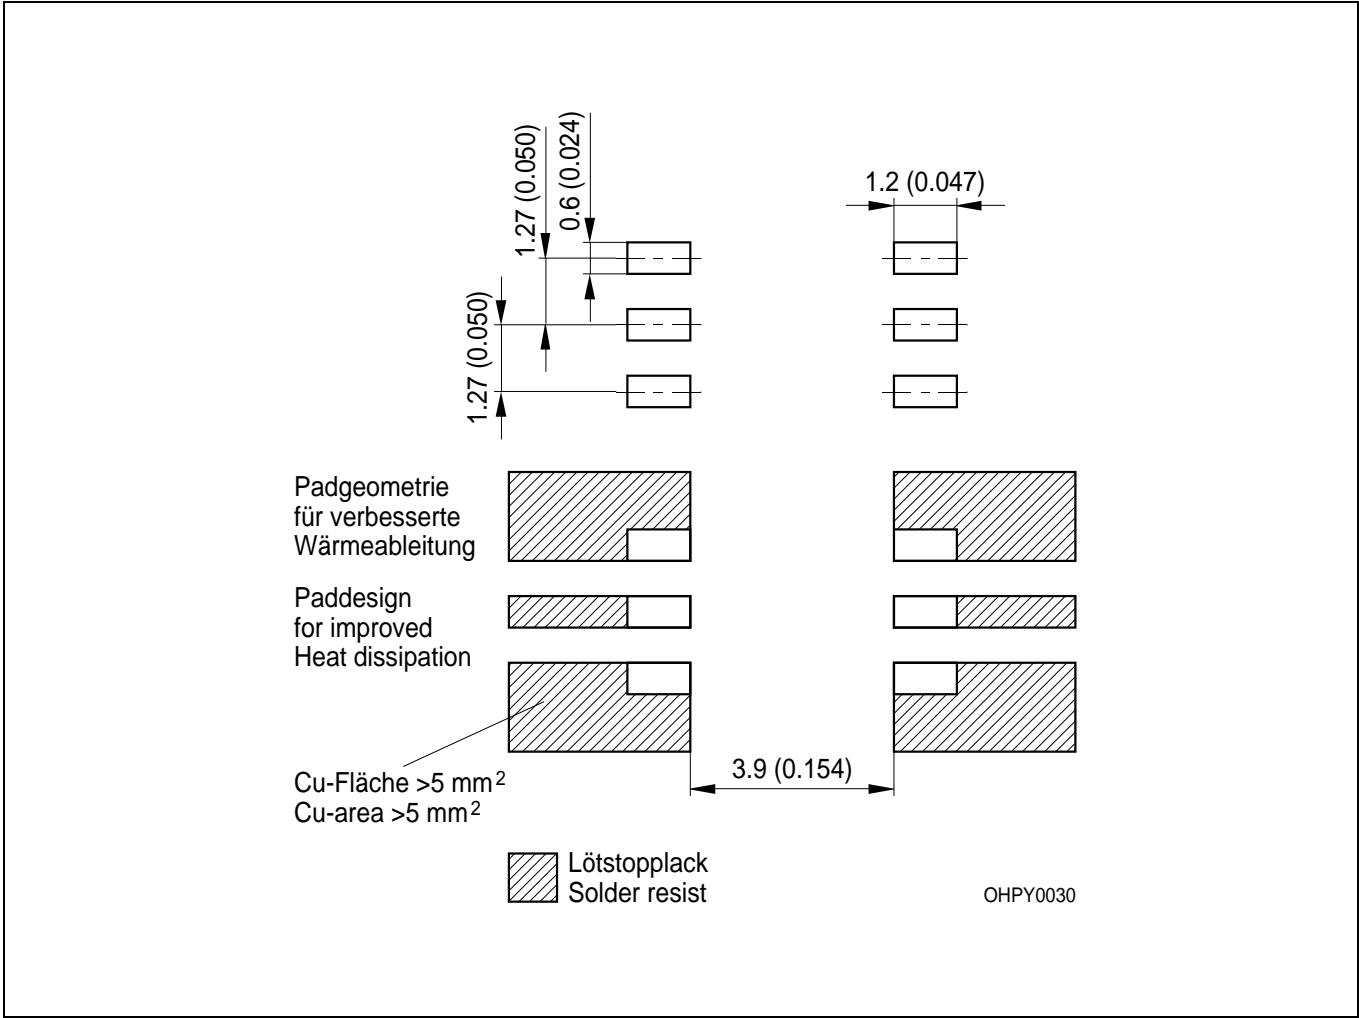 1.27 (0.050)
0.6 (0.024)
1.2 (0.047)
1.27 (0.050)
Padgeometrie
für verbesserte
Wärmeableitung
Paddesign
for improved
Heat dissipation
3.9 (0.154)
Cu-Fläche >5 mm²
Cu-area >5 mm²
Lötstopplack
Solder resist
OHPY0030